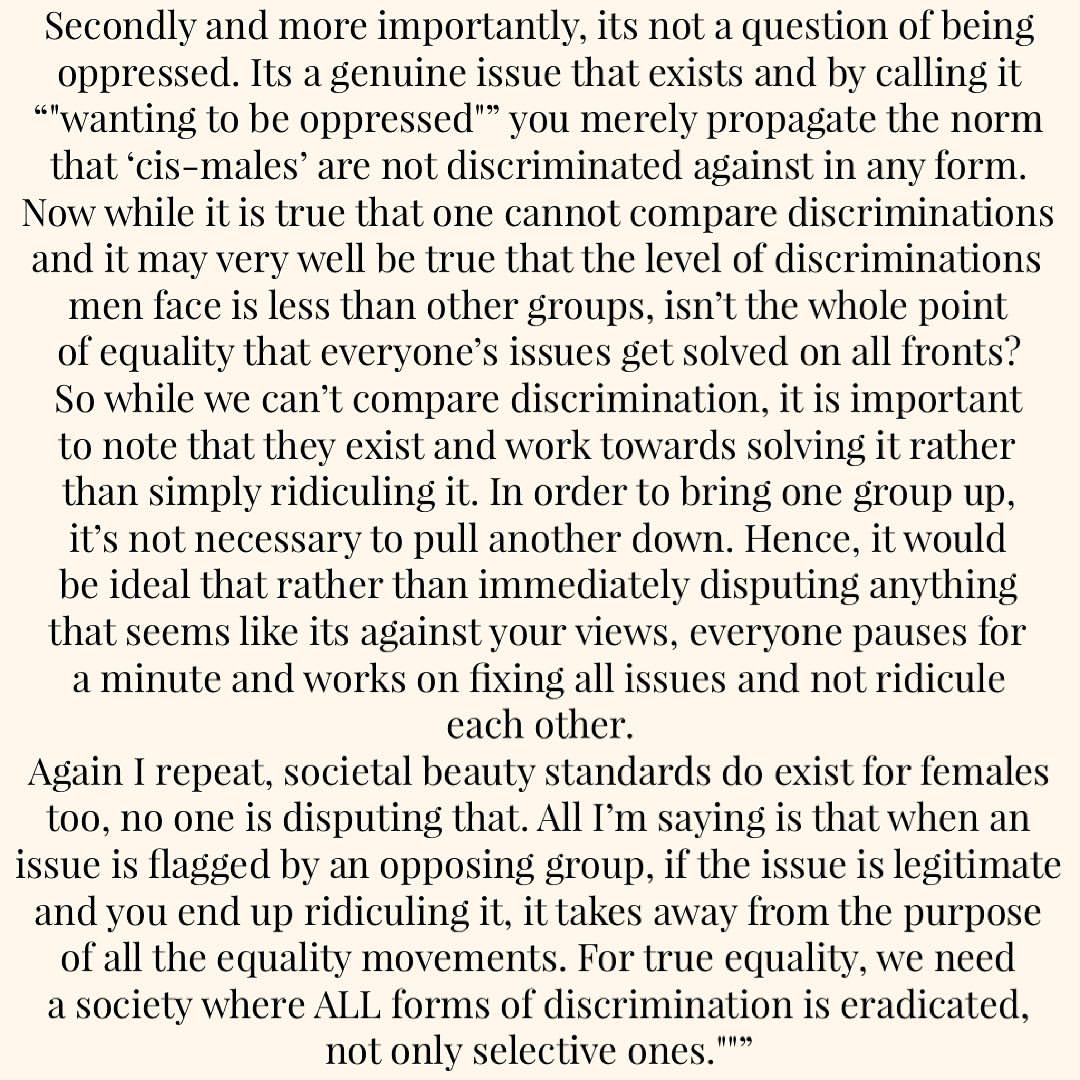 Secondly and more importantly, its not a question of being
oppressed. Its a genuine issue that exists and by calling it
“"wanting to be oppressed"” you merely propagate the norm
that ‘cis-males’ are not discriminated against in any form.
Now while it is true that one cannot compare discriminations
and it may very well be true that the level of discriminations
men face is less than other groups, isn’t the whole point
of equality that everyone’s issues get solved on all fronts?
So while we can’t compare discrimination, it is important
to note that they exist and work towards solving it rather
than simply ridiculing it. In order to bring one group up,
it’s not necessary to pull another down. Hence, it would
be ideal that rather than immediately disputing anything
that seems like its against your views, everyone pauses for
a minute and works on fixing all issues and not ridicule
each other.
Again I repeat, societal beauty standards do exist for females
too, no one is disputing that. All I’m saying is that when an
issue is flagged by an opposing group, if the issue is legitimate
and you end up ridiculing it, it takes away from the purpose
of all the equality movements. For true equality, we need
a society where ALL forms of discrimination is eradicated,
not only selective ones.""”